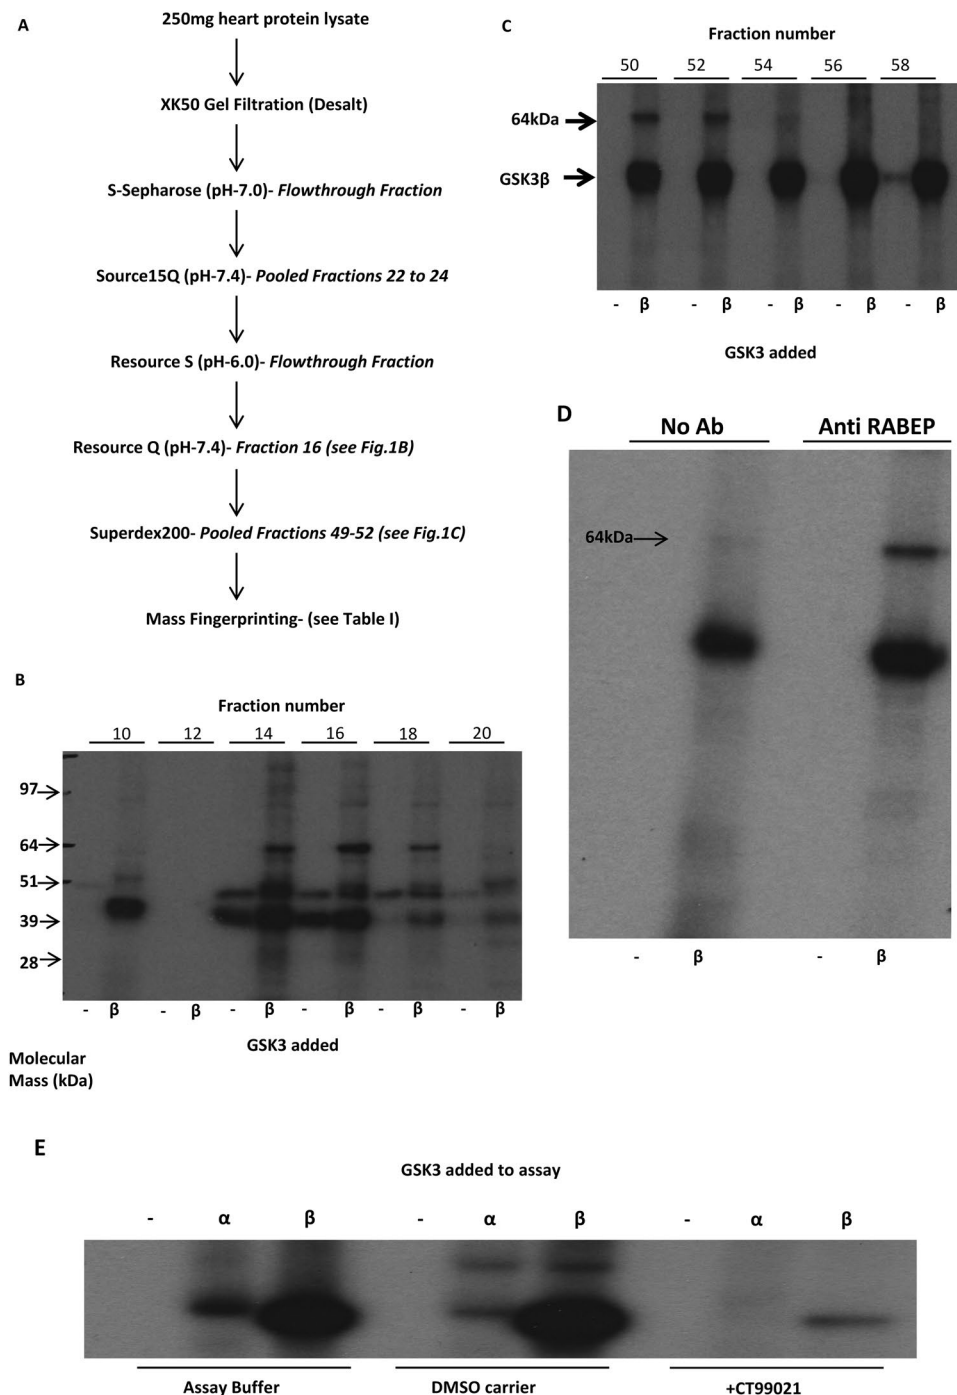 A
250mg heart protein lysate
XK50 Gel Filtration (Desalt)
S-Sepharose (pH-7.0)- Flowthrough Fraction
Source15Q (pH-7.4)- Pooled Fractions 22 to 24
Resource S (pH-6.0)- Flowthrough Fraction
Resource Q (pH-7.4)- Fraction 16 (see Fig.1B)
Superdex200- Pooled Fractions 49-52 (see Fig.1C)
Mass Fingerprinting- (see Table I)
B
Fraction number
10 12 14 16 18 20
97
64
51
39
28
- β - β - β - β - β - β
GSK3 added
Molecular
Mass (kDa)
C
Fraction number
50 52 54 56 58
64kDa
GSK3β
- β - β - β - β - β
GSK3 added
D
No Ab Anti RABEP
64kDa
- β - β
E
GSK3 added to assay
- α β - α β - α β
Assay Buffer DMSO carrier +CT99021